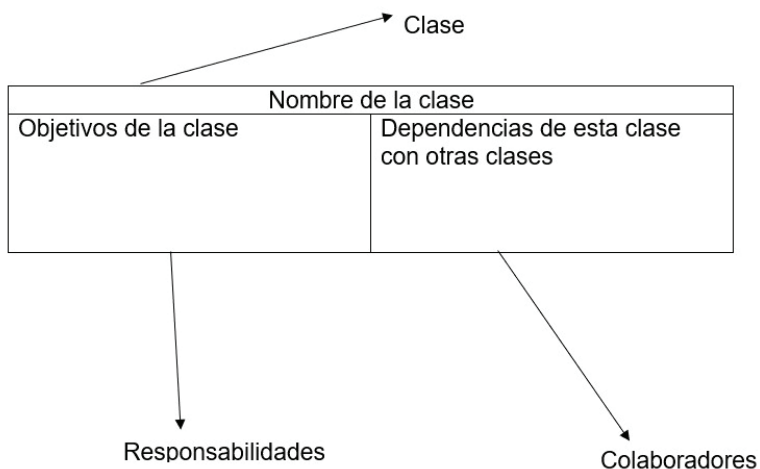 Clase
Nombre de la clase
Objetivos de la clase
Dependencias de esta clase
con otras clases
Responsabilidades
Colaboradores